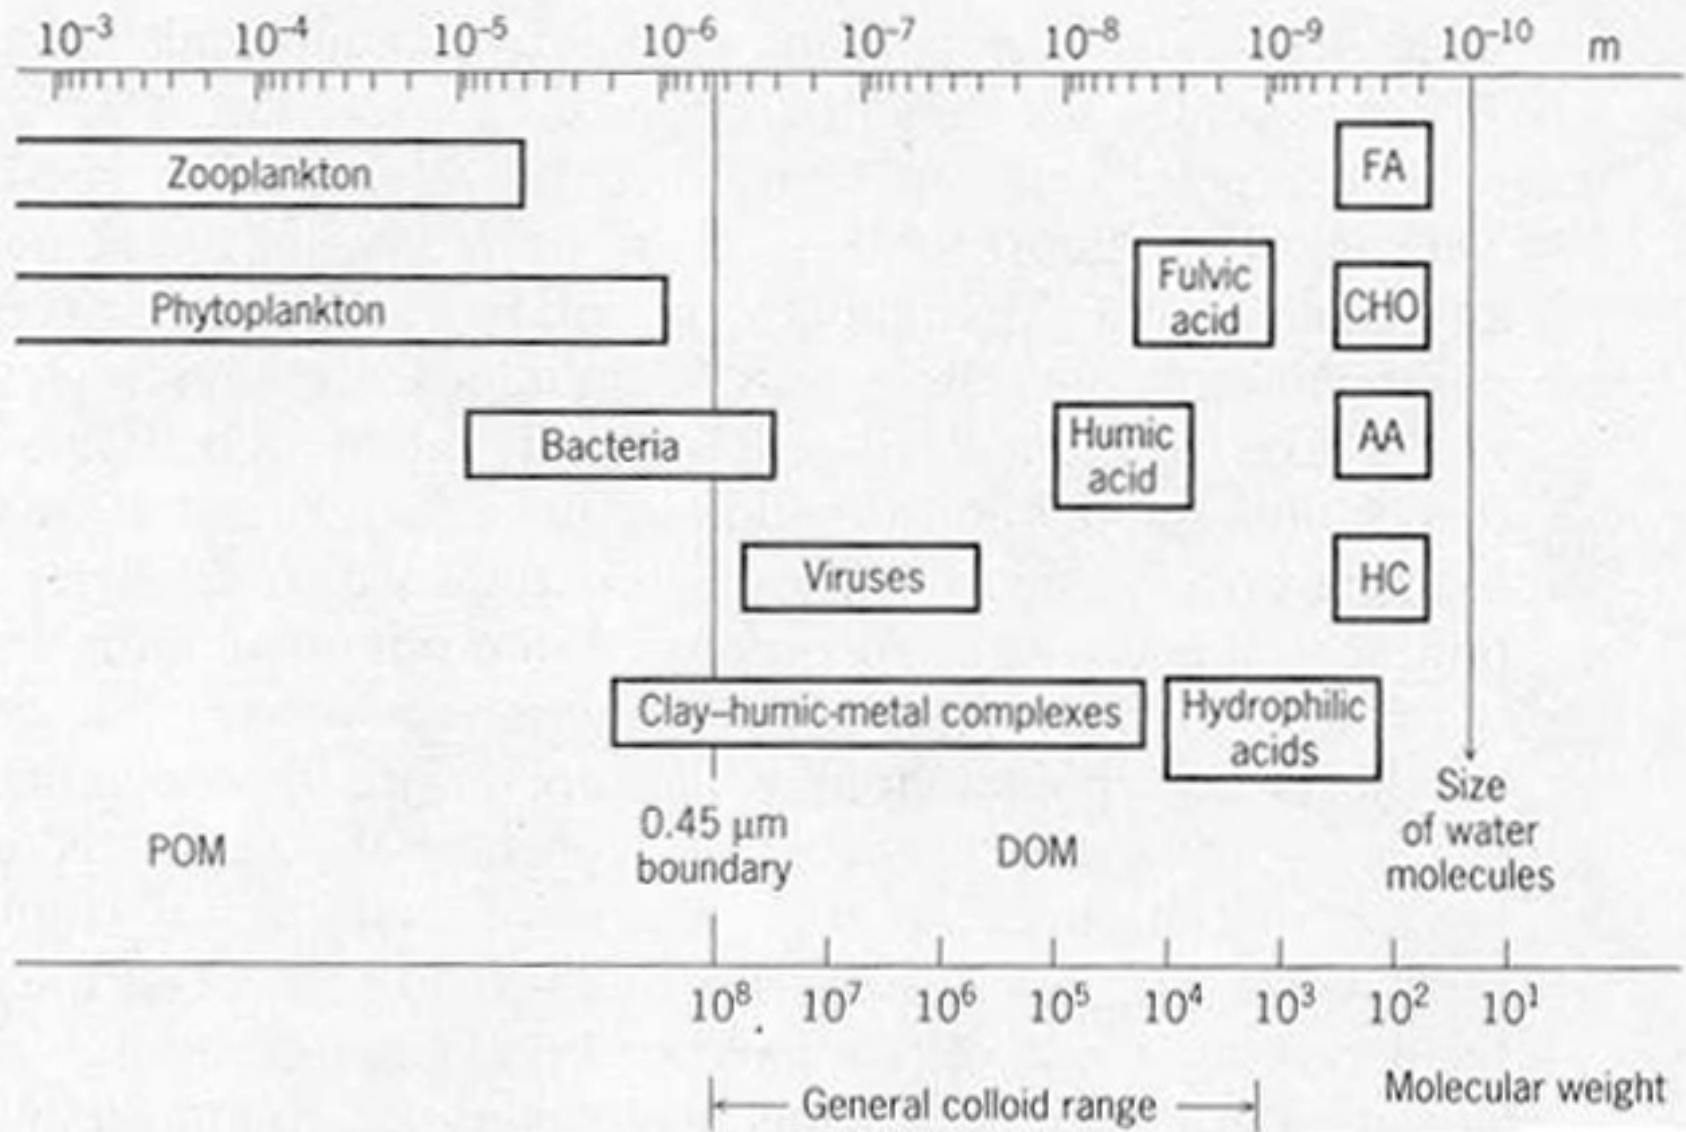 10⁻³ 10⁻⁴ 10⁻⁵ 10⁻⁶ 10⁻⁷ 10⁻⁸ 10⁻⁹ 10⁻¹⁰ m
Zooplankton
FA
Phytoplankton
Fulvic
acid
CHO
Bacteria
Humic
acid
AA
Viruses
HC
Clay–humic-metal complexes
Hydrophilic
acids
POM
0.45 μm
boundary
DOM
Size
of water
molecules
10⁸ 10⁷ 10⁶ 10⁵ 10⁴ 10³ 10² 10¹
General colloid range
Molecular weight